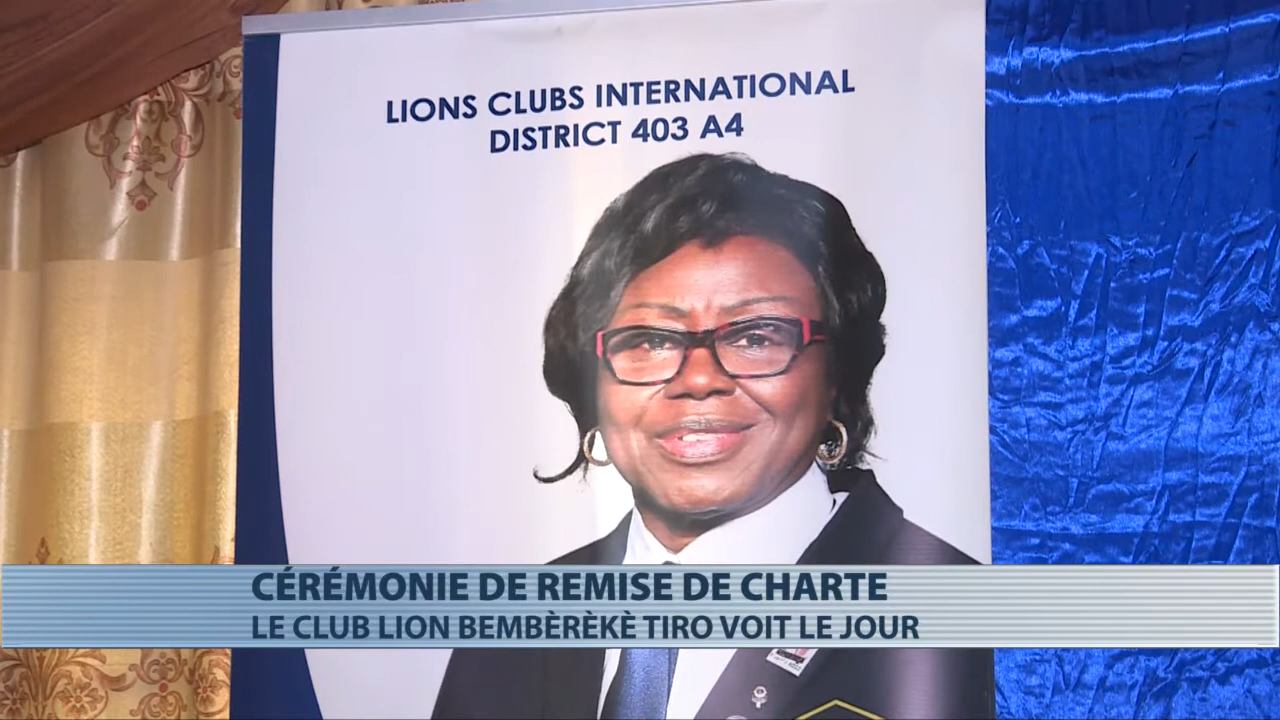 LIONS CLUBS INTERNATIONAL
DISTRICT 403 A4
CÉRÉMONIE DE REMISE DE CHARTE
LE CLUB LION BEMBÈRÈKÈ TIRO VOIT LE JOUR